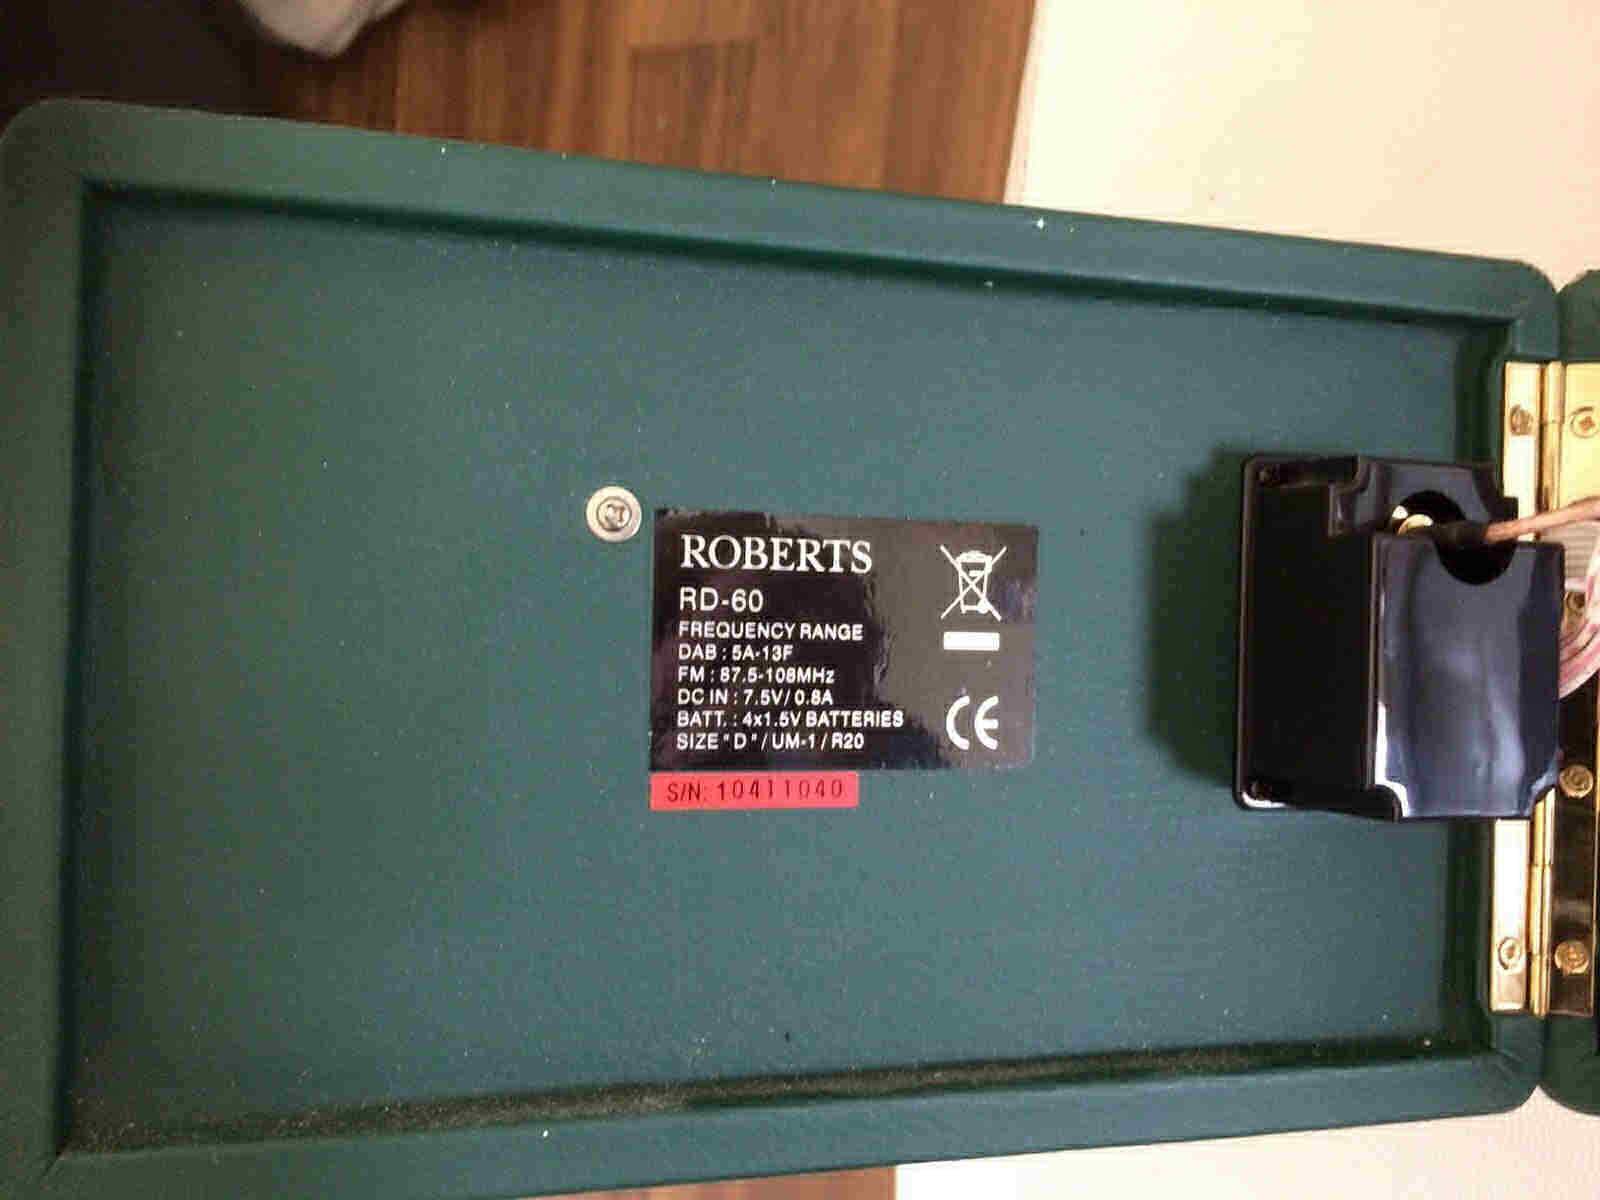 ROBERTS
RD-60
FREQUENCY RANGE
DAB : 5A-13F
FM : 87.5-108MHz
DC IN : 7.5V/ 0.8A
BATT. : 4x1.5V BATTERIES
SIZE "D"/ UM-1 / R20
CE
S/N: 10411040